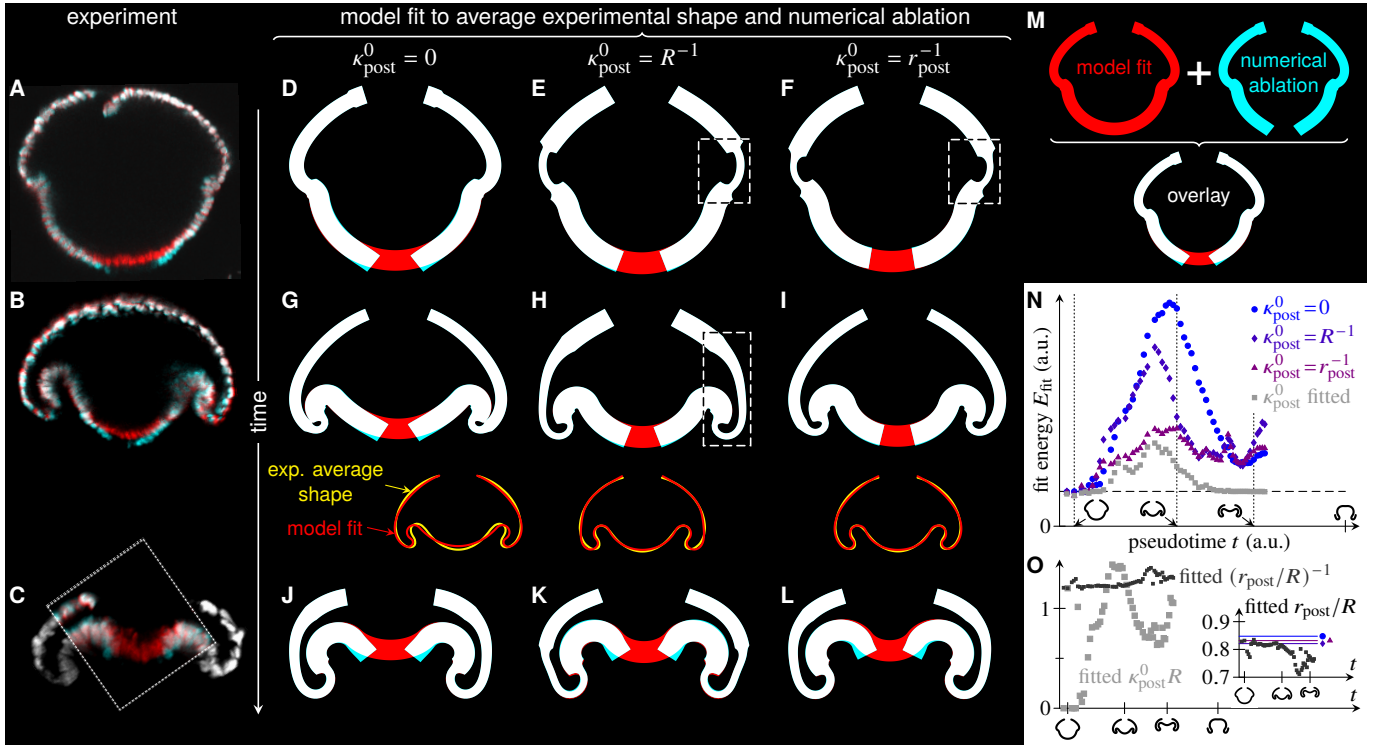 experiment
model fit to average experimental shape and numerical ablation
κ⁰post = 0
κ⁰post = R⁻¹
κ⁰post = r⁻¹post
A
B
C
time
D
E
F
G
H
I
exp. average
shape
model fit
J
K
L
M
model fit
+
numerical
ablation
overlay
N
fit energy Efit (a.u.)
0
κ⁰post = 0
κ⁰post = R⁻¹
κ⁰post = r⁻¹post
κ⁰post fitted
pseudotime t (a.u.)
O
1
0
fitted (rpost/R)⁻¹
fitted rpost/R
0.9
0.8
0.7
t
fitted κ⁰post R
t